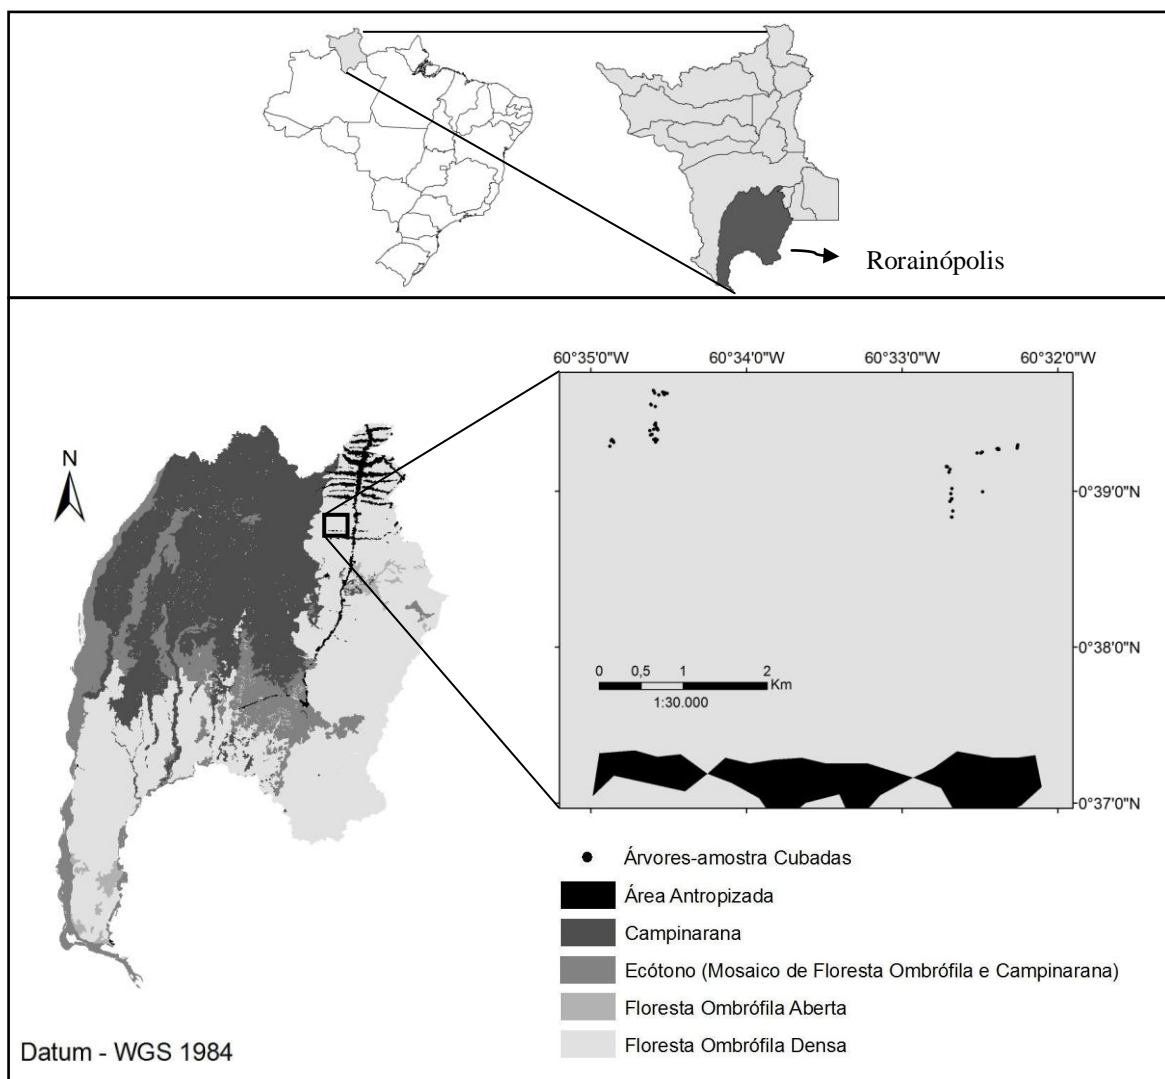 Rorainópolis
60°35'0"W 60°34'0"W 60°33'0"W 60°32'0"W
N
0°39'0"N
0°38'0"N
0 0,5 1 2
Km
1:30.000
0°37'0"N
Árvores-amostra Cubadas
Área Antropizada
Campinarana
Ecótono (Mosaico de Floresta Ombrófila e Campinarana)
Floresta Ombrófila Aberta
Floresta Ombrófila Densa
Datum - WGS 1984